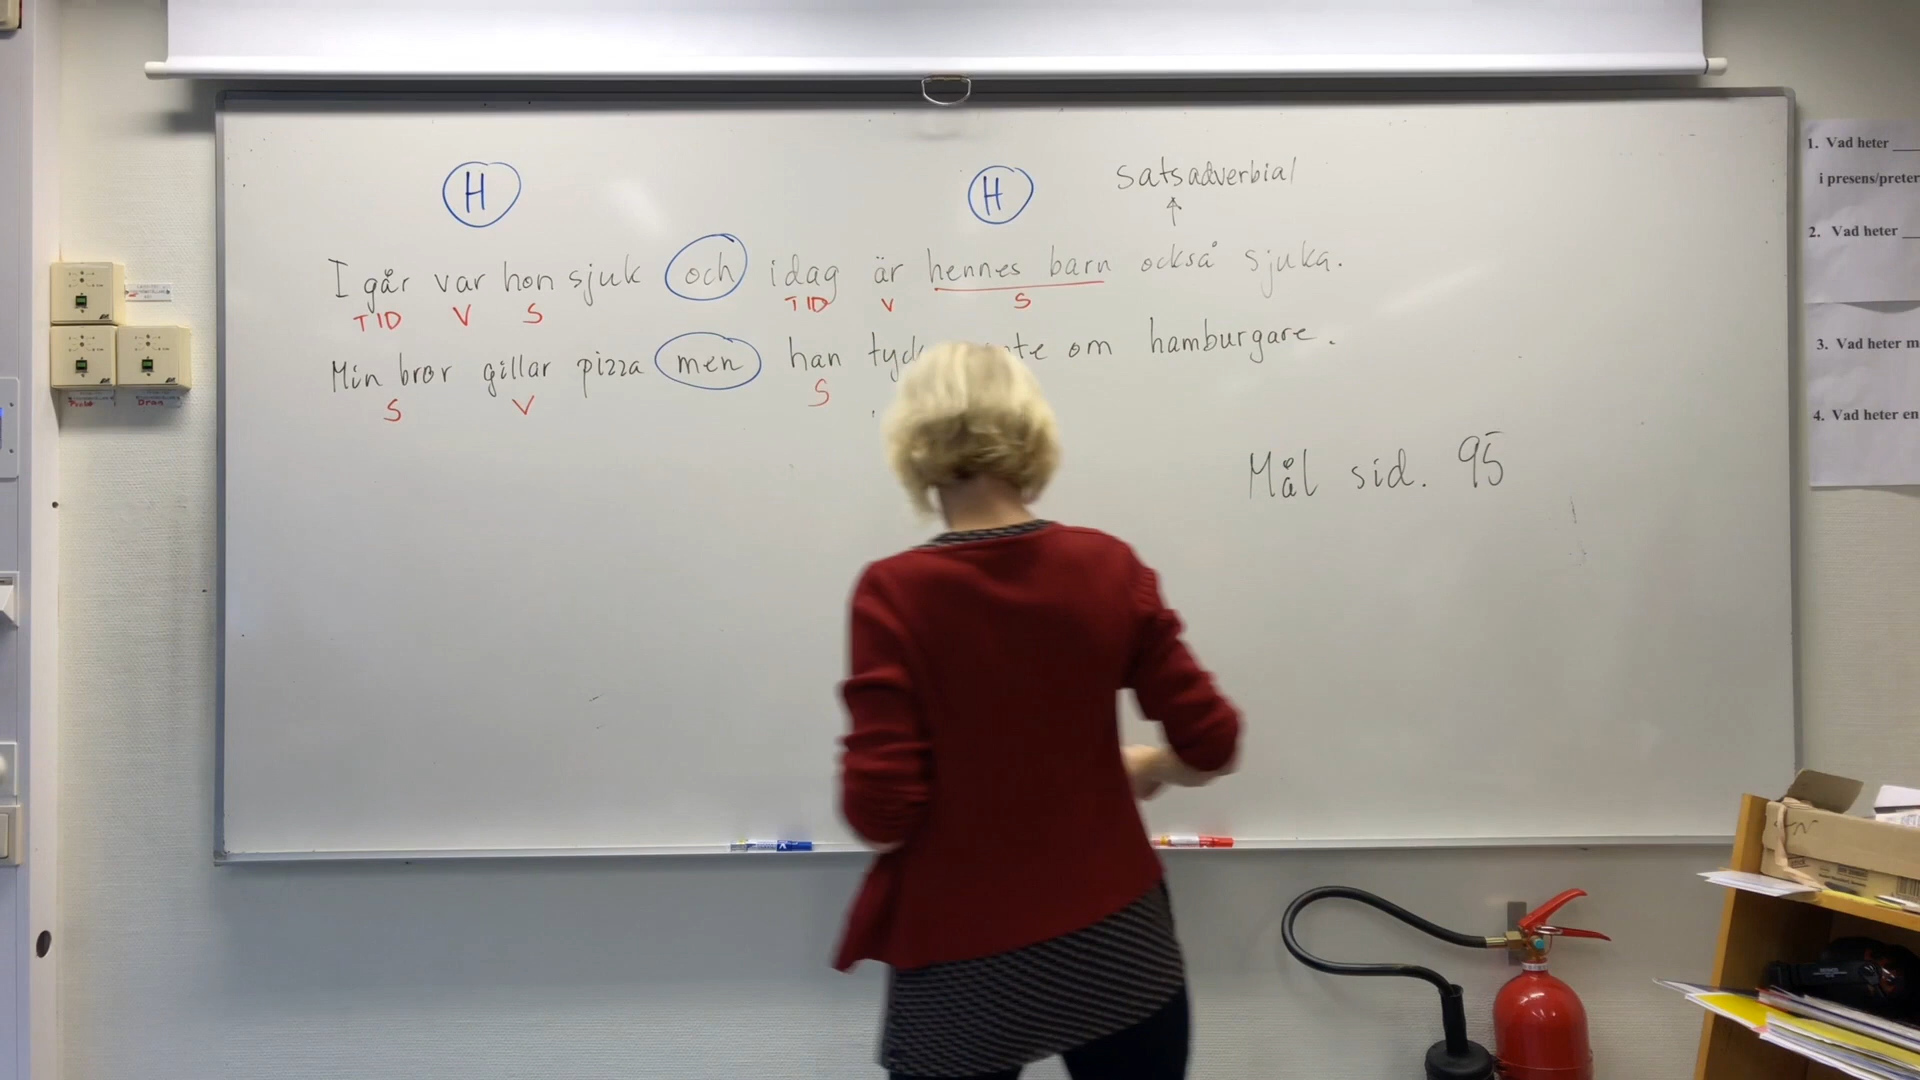 H H satsadverbial
I går var hon sjuk och idag är hennes barn också sjuka.
TID V S TID V S
Min bror gillar pizza men han om hamburgare.
S V S
Mål sid. 95
1. Vad heter
i presens/preter
2. Vad heter
3. Vad heter m
4. Vad heter en